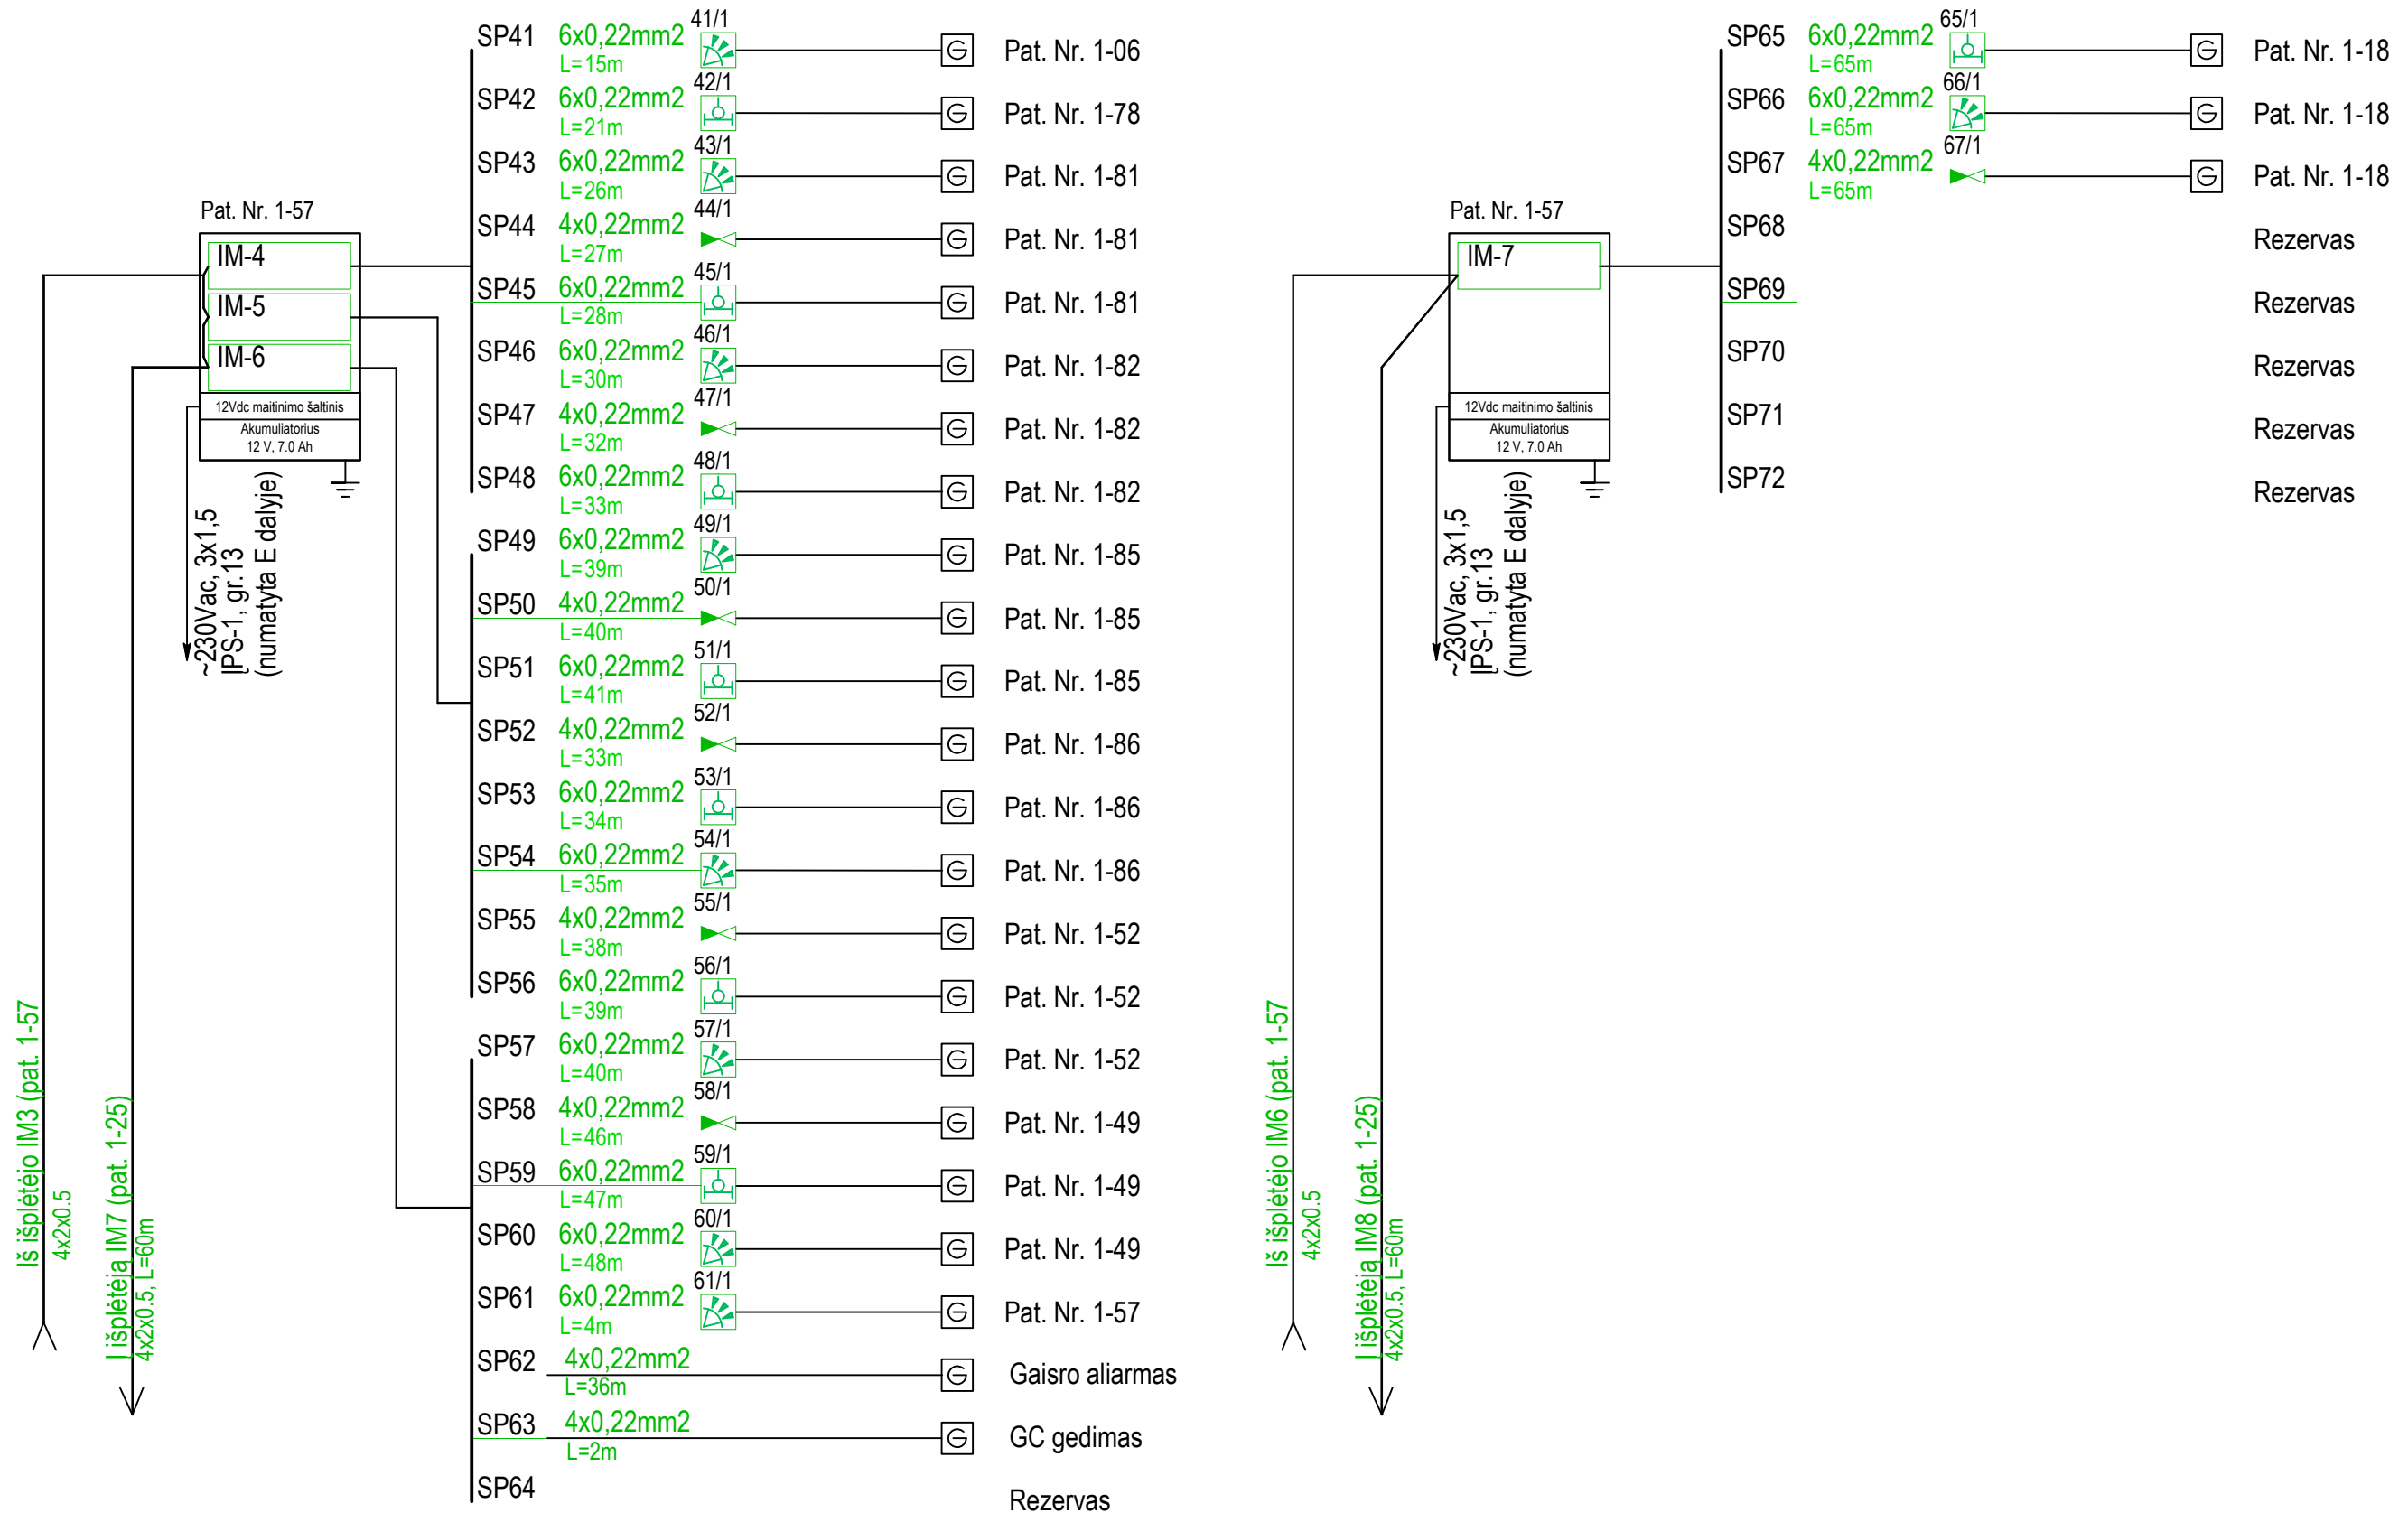 Pat. Nr. 1-57
IM-4
IM-5
IM-6
12Vdc maitinimo šaltinis
Akumuliatorius
12 V, 7.0 Ah
~230Vac, 3x1,5
ĮPS-1, gr.13
(numatyta E dalyje)
Iš išplėtėjo IM3 (pat. 1-57
4x2x0.5
Į išplėtėją IM7 (pat. 1-25)
4x2x0.5, L=60m
SP41 6x0,22mm2 41/1 G Pat. Nr. 1-06
L=15m
SP42 6x0,22mm2 42/1 G Pat. Nr. 1-78
L=21m
SP43 6x0,22mm2 43/1 G Pat. Nr. 1-81
L=26m
SP44 4x0,22mm2 44/1 G Pat. Nr. 1-81
L=27m
SP45 6x0,22mm2 45/1 G Pat. Nr. 1-81
L=28m
SP46 6x0,22mm2 46/1 G Pat. Nr. 1-82
L=30m
SP47 4x0,22mm2 47/1 G Pat. Nr. 1-82
L=32m
SP48 6x0,22mm2 48/1 G Pat. Nr. 1-82
L=33m
SP49 6x0,22mm2 49/1 G Pat. Nr. 1-85
L=39m
SP50 4x0,22mm2 50/1 G Pat. Nr. 1-85
L=40m
SP51 6x0,22mm2 51/1 G Pat. Nr. 1-85
L=41m
SP52 4x0,22mm2 52/1 G Pat. Nr. 1-86
L=33m
SP53 6x0,22mm2 53/1 G Pat. Nr. 1-86
L=34m
SP54 6x0,22mm2 54/1 G Pat. Nr. 1-86
L=35m
SP55 4x0,22mm2 55/1 G Pat. Nr. 1-52
L=38m
SP56 6x0,22mm2 56/1 G Pat. Nr. 1-52
L=39m
SP57 6x0,22mm2 57/1 G Pat. Nr. 1-52
L=40m
SP58 4x0,22mm2 58/1 G Pat. Nr. 1-49
L=46m
SP59 6x0,22mm2 59/1 G Pat. Nr. 1-49
L=47m
SP60 6x0,22mm2 60/1 G Pat. Nr. 1-49
L=48m
SP61 6x0,22mm2 61/1 G Pat. Nr. 1-57
L=4m
SP62 4x0,22mm2 G Gaisro aliarmas
L=36m
SP63 4x0,22mm2 G GC gedimas
L=2m
SP64 Rezervas
Pat. Nr. 1-57
IM-7
12Vdc maitinimo šaltinis
Akumuliatorius
12 V, 7.0 Ah
~230Vac, 3x1,5
ĮPS-1, gr.13
(numatyta E dalyje)
Iš išplėtėjo IM6 (pat. 1-57
4x2x0.5
Į išplėtėją IM8 (pat. 1-25)
4x2x0.5, L=60m
SP65 6x0,22mm2 65/1 G Pat. Nr. 1-18
L=65m
SP66 6x0,22mm2 66/1 G Pat. Nr. 1-18
L=65m
SP67 4x0,22mm2 67/1 G Pat. Nr. 1-18
L=65m
SP68 Rezervas
SP69 Rezervas
SP70 Rezervas
SP71 Rezervas
SP72 Rezervas